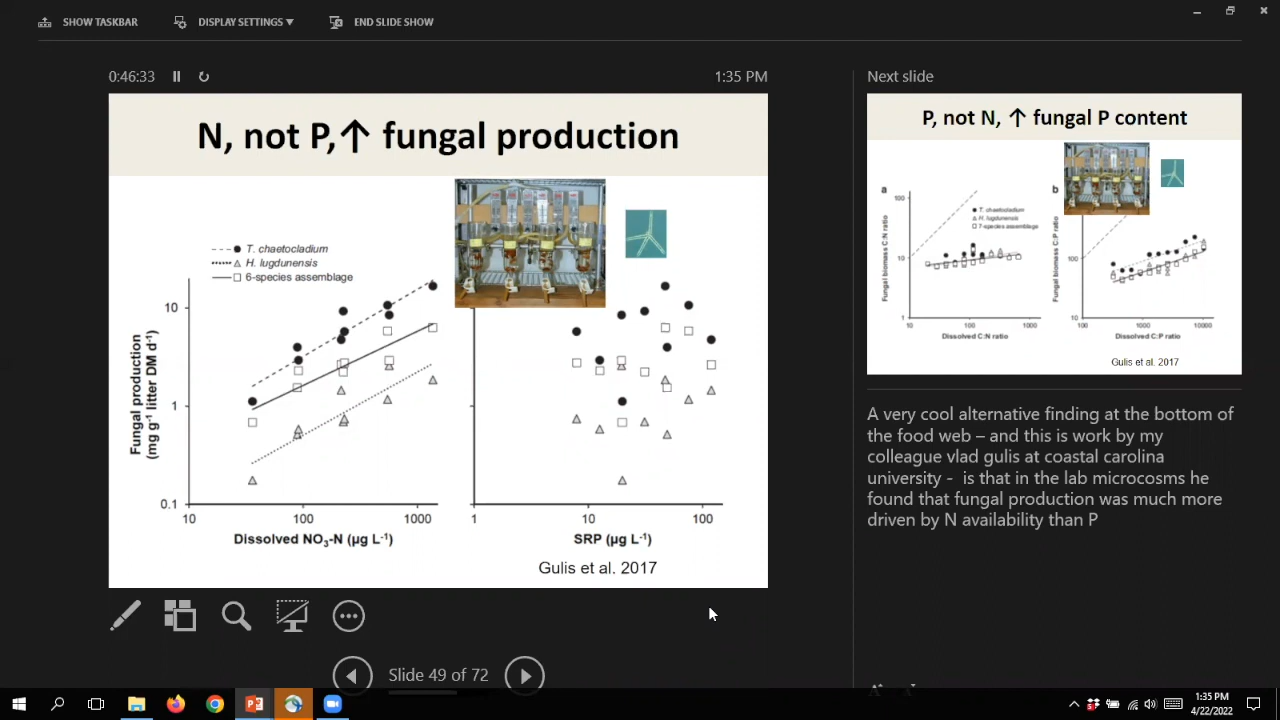 SHOW TASKBAR
DISPLAY SETTINGS ▼
END SLIDE SHOW
0:46:33
1:35 PM
N, not P, ↑ fungal production
T. chaetocladium
H. lugdunensis
6-species assemblage
10
1
0.1
Fungal production
(mg g⁻¹ litter DM d⁻¹)
10
100
1000
Dissolved NO₃-N (µg L⁻¹)
1
10
100
SRP (µg L⁻¹)
Gulis et al. 2017
Slide 49 of 72
Next slide
P, not N, ↑ fungal P content
a
100
10
1
Fungal biomass C:N ratio
T. chaetocladium
H. lugdunensis
7-species assemblage
10
100
1000
Dissolved C:N ratio
b
100
10
Fungal biomass C:P ratio
100
1000
10000
Dissolved C:P ratio
Gulis et al. 2017
A very cool alternative finding at the bottom of
the food web – and this is work by my
colleague vlad gulis at coastal carolina
university - is that in the lab microcosms he
found that fungal production was much more
driven by N availability than P
1:35 PM
4/22/2022